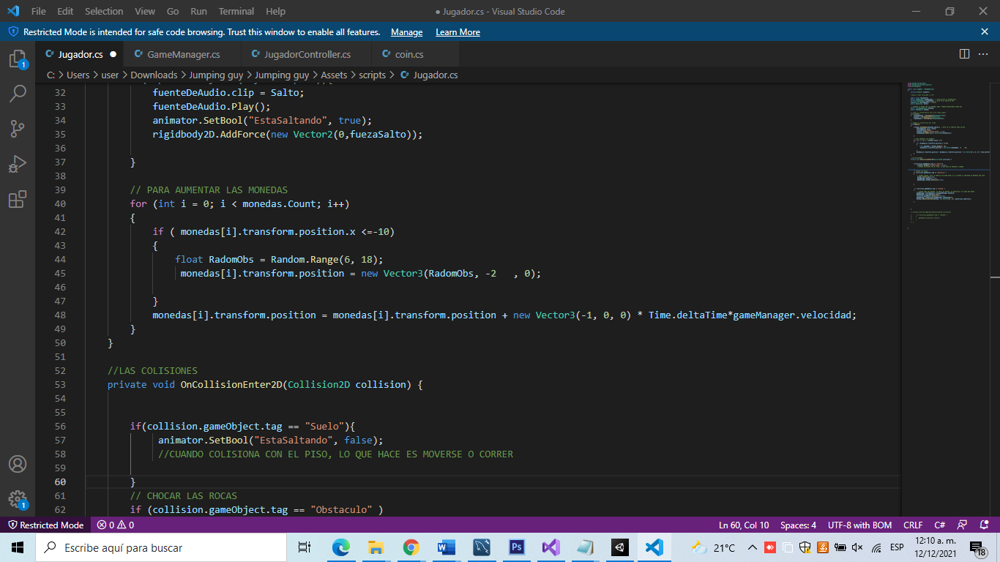 File Edit Selection View Go Run Terminal Help
● Jugador.cs - Visual Studio Code
Restricted Mode is intended for safe code browsing. Trust this window to enable all features. Manage Learn More
Jugador.cs GameManager.cs JugadorController.cs coin.cs
C: > Users > user > Downloads > Jumping guy > Jumping guy > Assets > scripts > Jugador.cs
32 fuenteDeAudio.clip = Salto;
33 fuenteDeAudio.Play();
34 animator.SetBool("EstaSaltando", true);
35 rigidbody2D.AddForce(new Vector2(0,fuezaSalto));
36
37 }
38
39 // PARA AUMENTAR LAS MONEDAS
40 for (int i = 0; i < monedas.Count; i++)
41 {
42 if ( monedas[i].transform.position.x <=-10)
43 {
44 float RadomObs = Random.Range(6, 18);
45 monedas[i].transform.position = new Vector3(RadomObs, -2   , 0);
46
47 }
48 monedas[i].transform.position = monedas[i].transform.position + new Vector3(-1, 0, 0) * Time.deltaTime*gameManager.velocidad;
49 }
50 }
51
52 //LAS COLISIONES
53 private void OnCollisionEnter2D(Collision2D collision) {
54
55
56 if(collision.gameObject.tag == "Suelo"){
57 animator.SetBool("EstaSaltando", false);
58 //CUANDO COLISIONA CON EL PISO, LO QUE HACE ES MOVERSE O CORRER
59
60 }
61 // CHOCAR LAS ROCAS
62 if (collision.gameObject.tag == "Obstaculo" )
1
1
Restricted Mode 0 0 Ln 60, Col 10 Spaces: 4 UTF-8 with BOM CRLF C#
Escribe aquí para buscar
W Ps
21°C
ESP
12:10 a. m.
12/12/2021
18